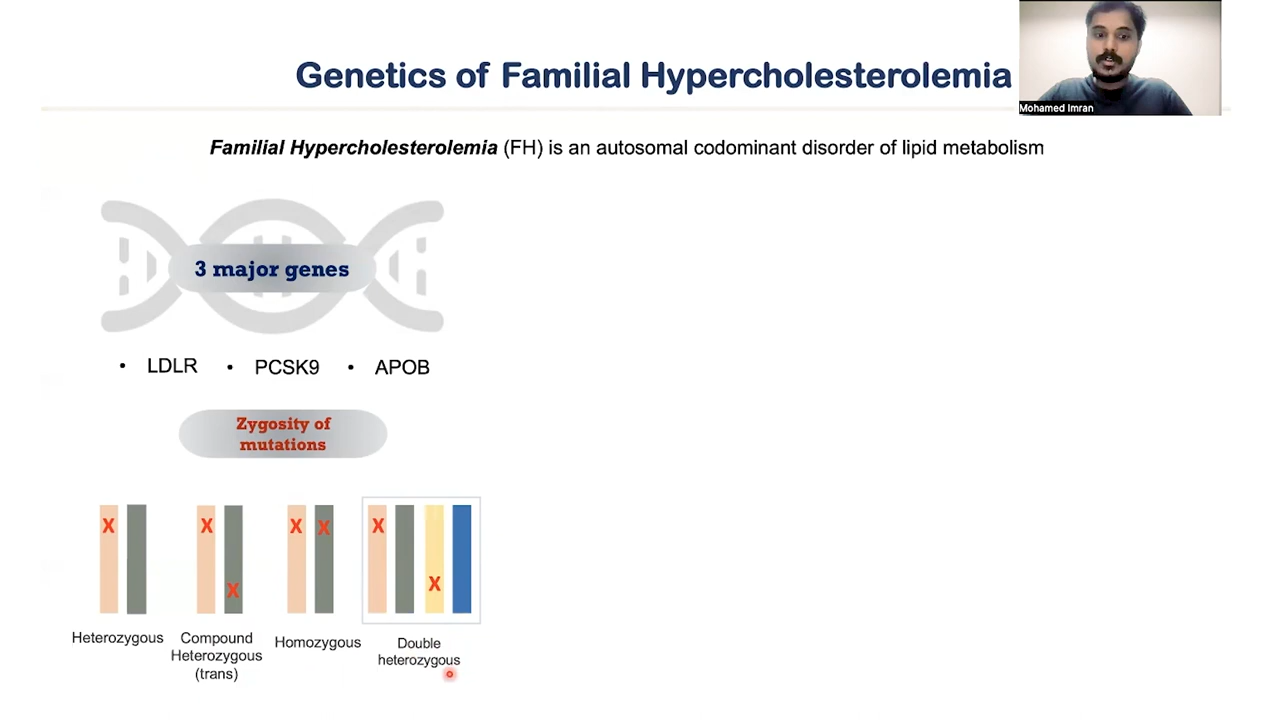 Genetics of Familial Hypercholesterolemia
Mohamed Imran
Familial Hypercholesterolemia (FH) is an autosomal codominant disorder of lipid metabolism
3 major genes
• LDLR • PCSK9 • APOB
Zygosity of
mutations
X X X X X
X X
Heterozygous
Compound
Heterozygous
(trans)
Homozygous
Double
heterozygous